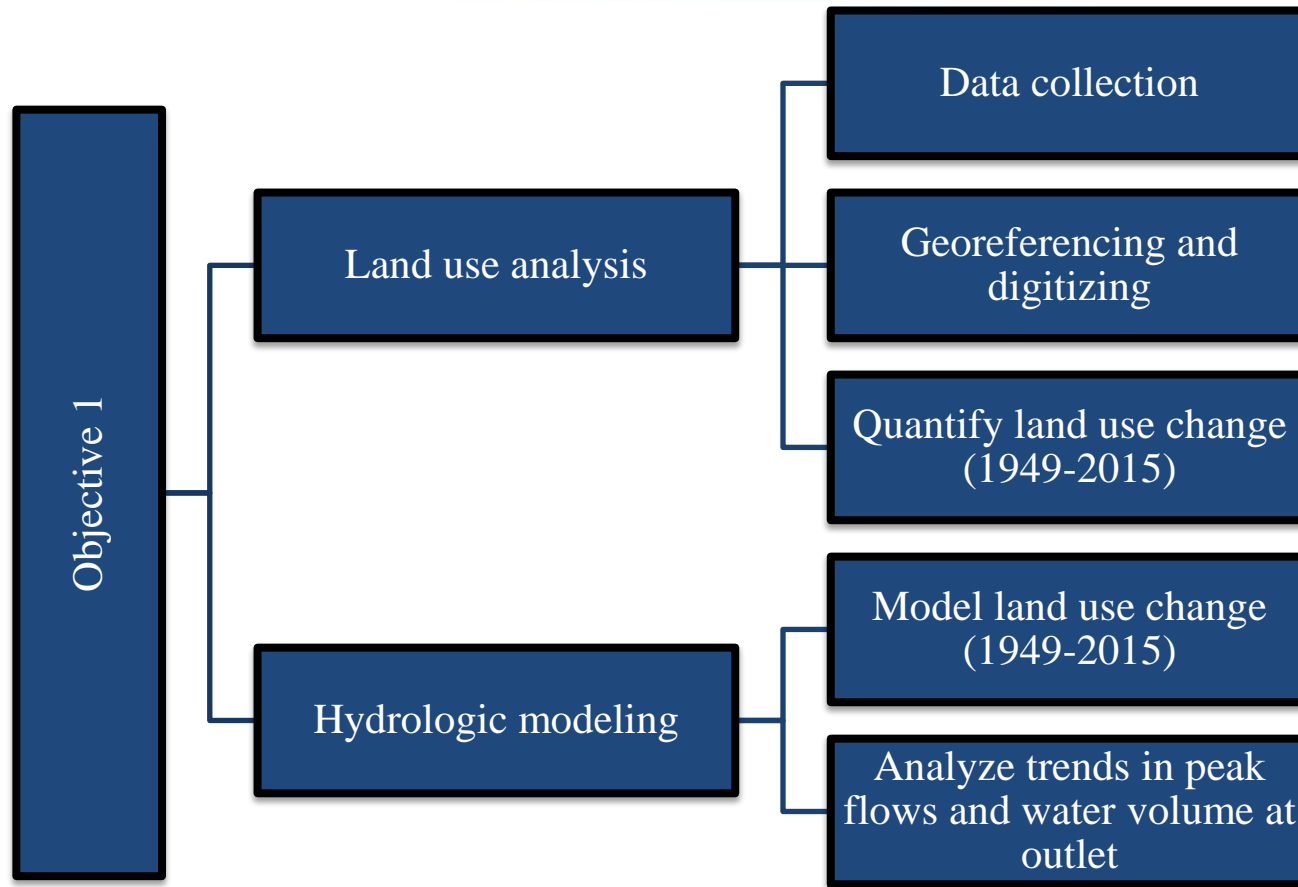 Objective 1
Land use analysis
Data collection
Georeferencing and
digitizing
Quantify land use change
(1949-2015)
Hydrologic modeling
Model land use change
(1949-2015)
Analyze trends in peak
flows and water volume at
outlet